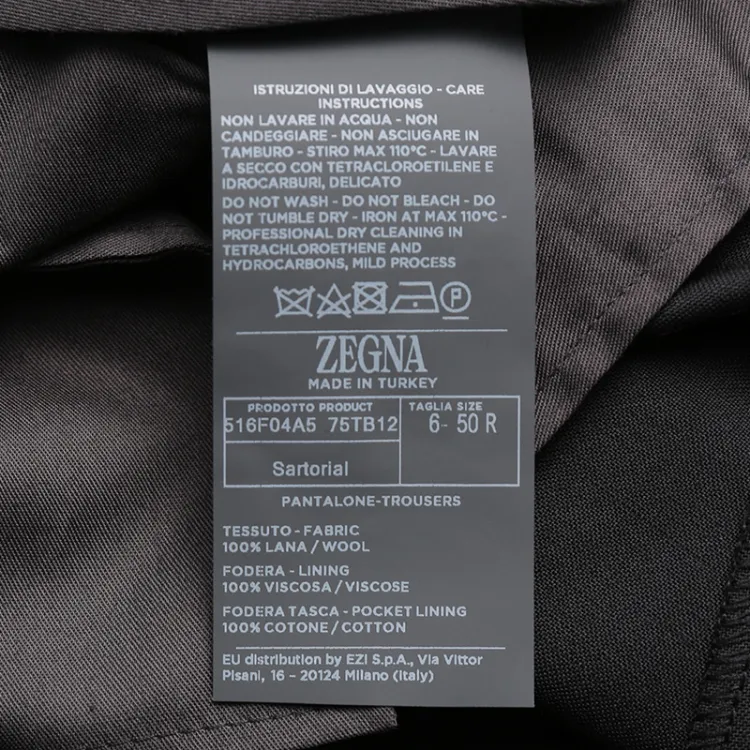 ISTRUZIONI DI LAVAGGIO - CARE
INSTRUCTIONS
NON LAVARE IN ACQUA - NON
CANDEGGIARE - NON ASCIUGARE IN
TAMBURO - STIRO MAX 110°C - LAVARE
A SECCO CON TETRACLOROETILENE E
IDROCARBURI, DELICATO
DO NOT WASH - DO NOT BLEACH - DO
NOT TUMBLE DRY - IRON AT MAX 110°C -
PROFESSIONAL DRY CLEANING IN
TETRACHLOROETHENE AND
HYDROCARBONS, MILD PROCESS
P
ZEGNA
MADE IN TURKEY
PRODOTTO PRODUCT TAGLIA SIZE
516F04A5 75TB12 6- 50 R
Sartorial
PANTALONE-TROUSERS
TESSUTO - FABRIC
100% LANA / WOOL
FODERA - LINING
100% VISCOSA / VISCOSE
FODERA TASCA - POCKET LINING
100% COTONE / COTTON
EU distribution by EZI S.p.A., Via Vittor
Pisani, 16 - 20124 Milano (Italy)